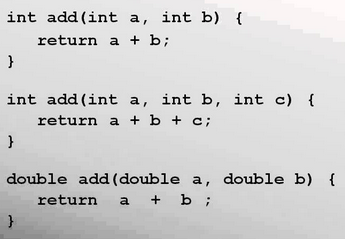 int add(int a, int b) {
   return a + b;
}
int add(int a, int b, int c) {
   return a + b + c;
}
double add(double a, double b) {
   return  a  +  b ;
}